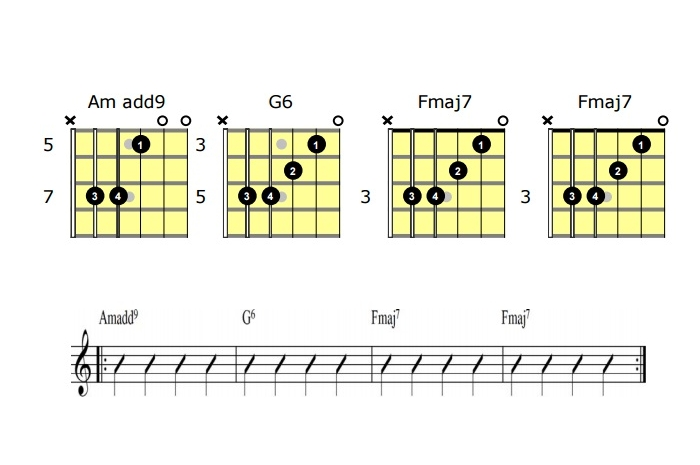 Am add9 G6 Fmaj7 Fmaj7
× o o × o × o × o
5 1 3 1 1 1
2 2 2
7 3 4 5 3 4 3 3 4 3 3 4
Amadd9 G6 Fmaj7 Fmaj7